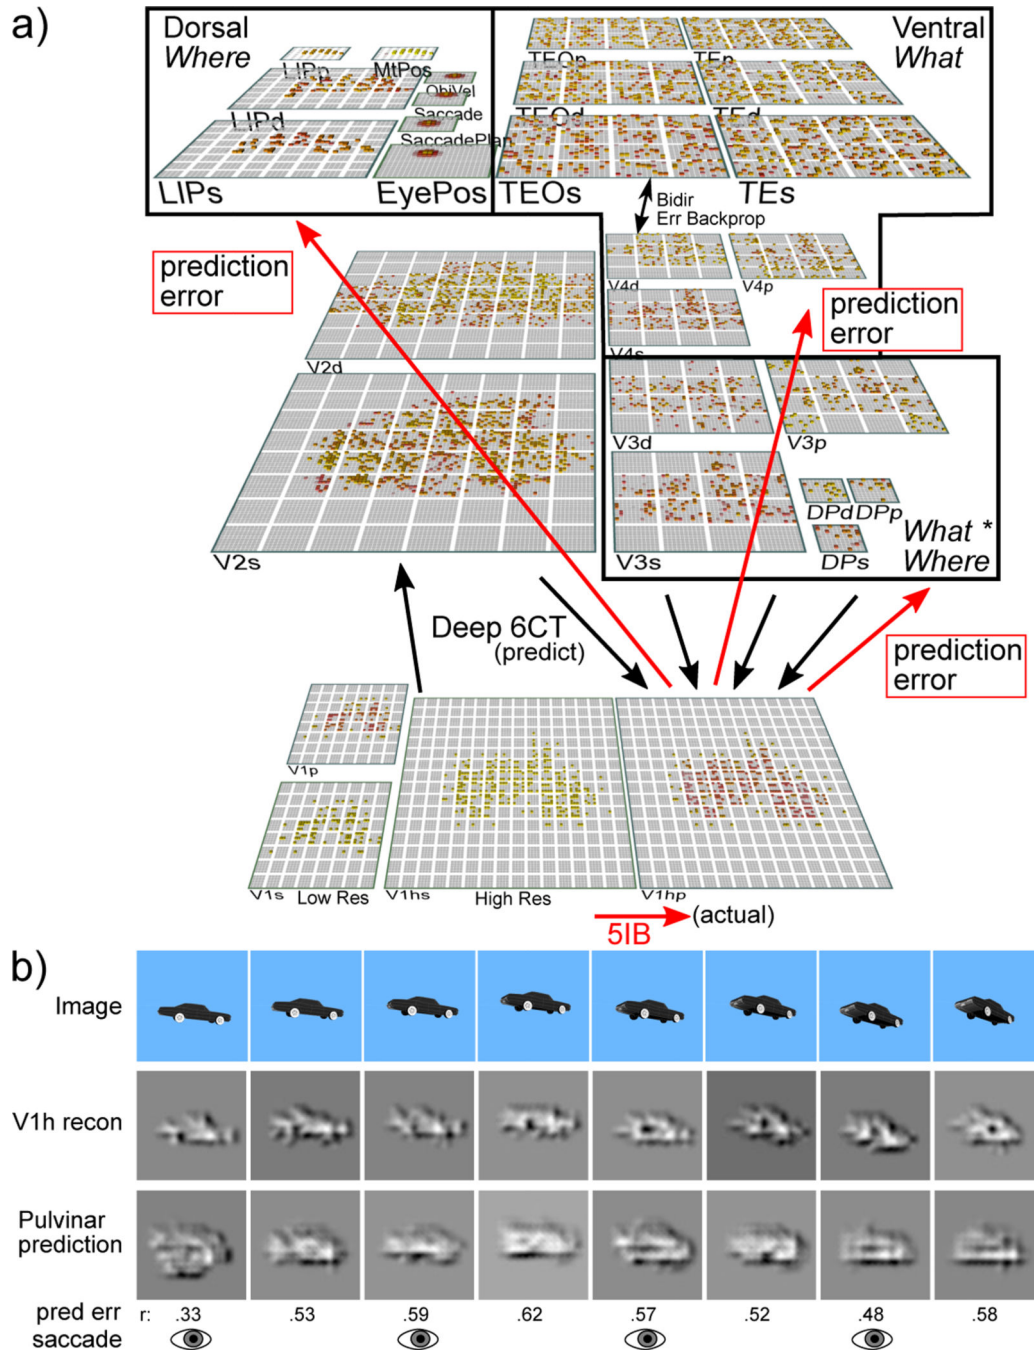 a)
Dorsal
Where
Ventral
What
LIPp
MtPos
ObjVel
LIPd
Saccade
SaccadePlan
LIPs
EyePos
TEOp
TEp
TEOd
TEd
TEOs
TEs
Bidir
Err Backprop
prediction
error
V4d
V4p
prediction
error
V4s
V2d
V3d
V3p
DPd
DPp
V2s
V3s
DPs
What *
Where
Deep 6CT
(predict)
prediction
error
V1p
V1s
Low Res
V1hs
High Res
V1hp
5IB
(actual)
b)
Image
V1h recon
Pulvinar
prediction
pred err
r: .33 .53 .59 .62 .57 .52 .48 .58
saccade